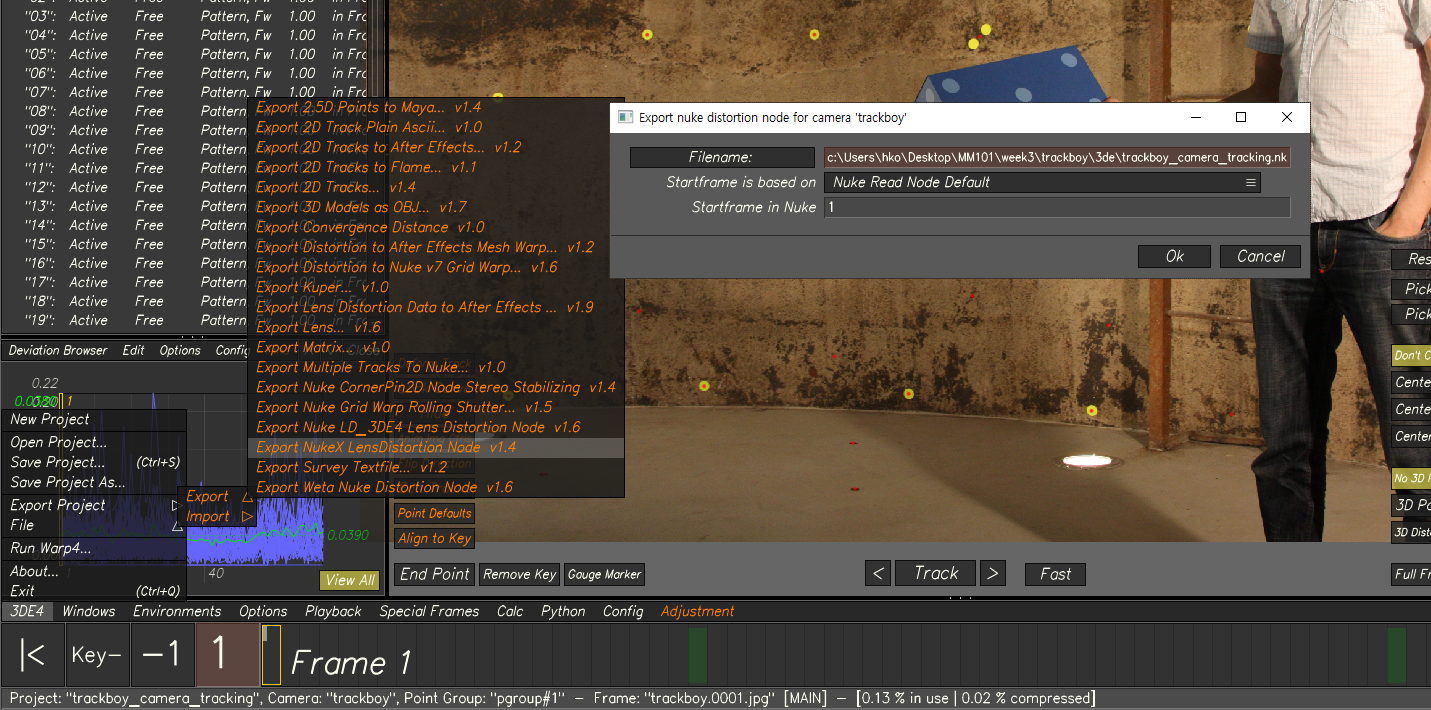 "03": Active Free Pattern, Fw 1.00 in Fr
"04": Active Free Pattern, Fw 1.00 in Fr
"05": Active Free Pattern, Fw 1.00 in Fr
"06": Active Free Pattern, Fw 1.00 in Fr
"07": Active Free Pattern, Fw 1.00 in Fr
"08": Active Free Pattern,
"09": Active Free Pattern,
"10": Active Free Pattern,
"11": Active Free Pattern,
"12": Active Free Pattern,
"13": Active Free Pattern,
"14": Active Free Pattern,
"15": Active Free Pattern,
"16": Active Free Pattern,
"17": Active Free Pattern,
"18": Active Free Pattern,
"19": Active Free Pattern,
Export 2.5D Points to Maya... v1.4
Export 2D Track Plain Ascii... v1.0
Export 2D Tracks to After Effects... v1.2
Export 2D Tracks to Flame... v1.1
Export 2D Tracks... v1.4
Export 3D Models as OBJ... v1.7
Export Convergence Distance v1.0
Export Distortion to After Effects Mesh Warp... v1.2
Export Distortion to Nuke v7 Grid Warp... v1.6
Export Kuper... v1.0
Export Lens Distortion Data to After Effects ... v1.9
Export Lens... v1.6
Export Matrix... v1.0
Export Multiple Tracks To Nuke... v1.0
Export Nuke CornerPin2D Node Stereo Stabilizing v1.4
Export Nuke Grid Warp Rolling Shutter... v1.5
Export Nuke LD_3DE4 Lens Distortion Node v1.6
Export NukeX LensDistortion Node v1.4
Export Survey Textfile... v1.2
Export Weta Nuke Distortion Node v1.6
Export nuke distortion node for camera 'trackboy'
Filename: c:\Users\hko\Desktop\MM101\week3\trackboy\3de\trackboy_camera_tracking.nk
Startframe is based on Nuke Read Node Default
Startframe in Nuke 1
Ok Cancel
Res
Pick
Pick
Don't C
Center
Center
Center
No 3D P
3D Po
3D Dist
Full Fr
Deviation Browser Edit Options Config
0.22
1
New Project
Open Project...
Save Project... (Ctrl+S)
Save Project As...
Export Project
File
Run Warp4...
About...
Exit (Ctrl+Q)
Export
Import
0.0390
40
View All
Point Defaults
Align to Key
End Point Remove Key Gauge Marker
< Track > Fast
3DE4 Windows Environments Options Playback Special Frames Calc Python Config Adjustment
|< Key- -1 1 Frame 1
Project: "trackboy_camera_tracking", Camera: "trackboy", Point Group: "pgroup#1" - Frame: "trackboy.0001.jpg" [MAIN] - [0.13 % in use | 0.02 % compressed]